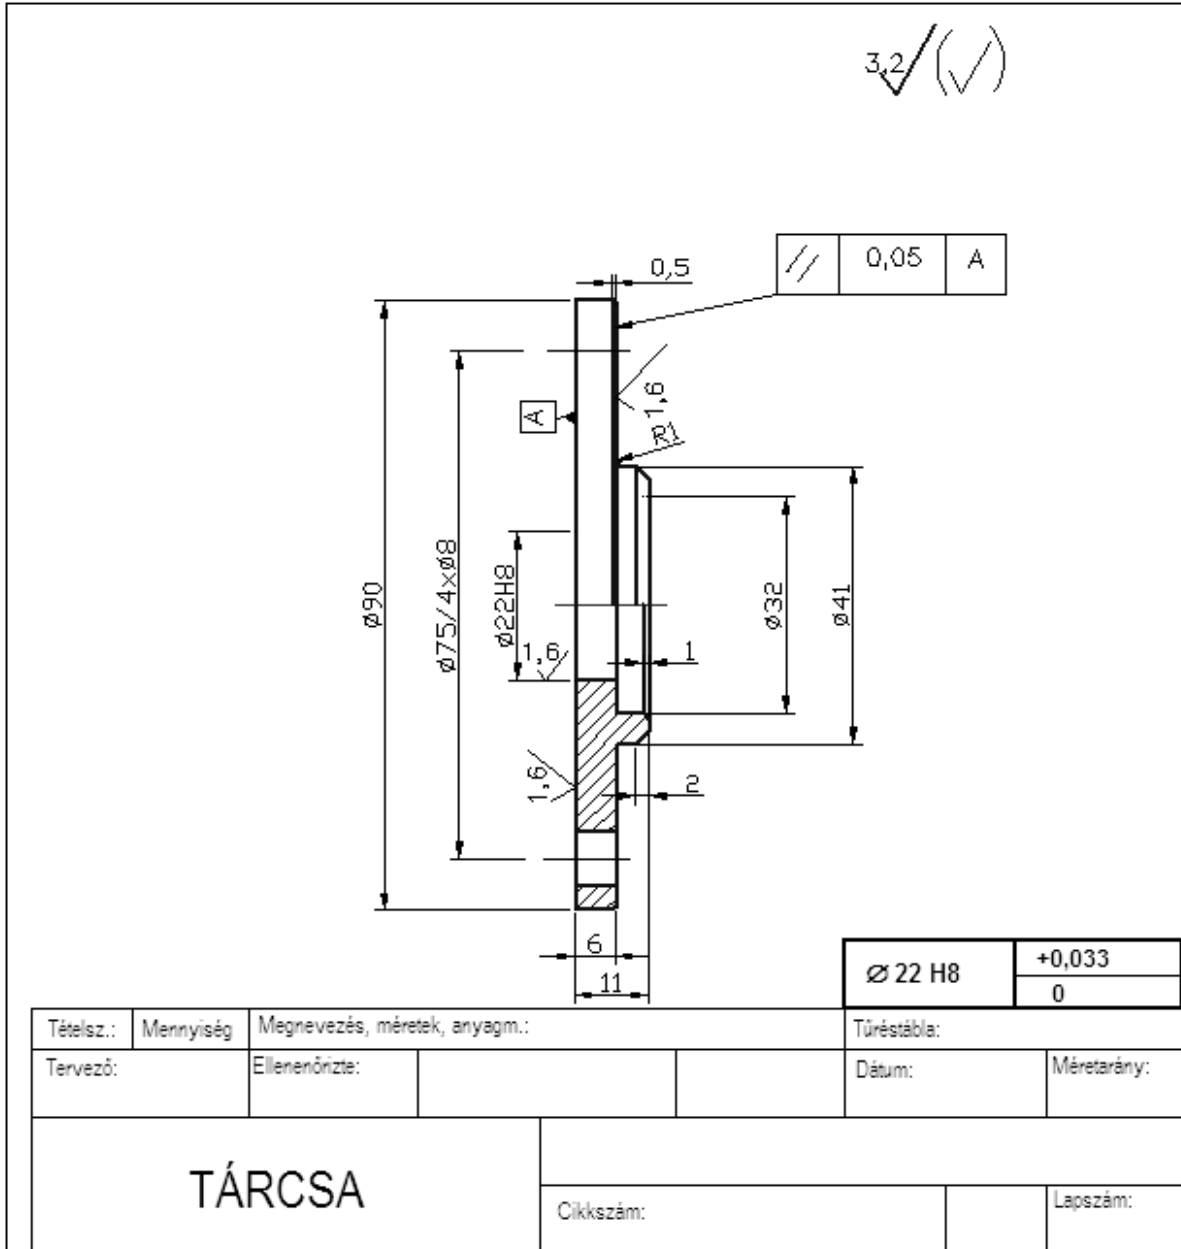 3,2
0,05 A
0,5
1,6
A
R1
Ø90
Ø75/4xØ8
Ø22H8
Ø32
Ø41
1,6
1
1,6
2
6
11
Ø 22 H8 +0,033
0
Tételsz.: Mennyiség Megnevezés, méretek, anyagm.: Tűréstábla:
Tervező: Ellenenőrizte: Dátum: Méretarány:
TÁRCSA
Cikkszám: Lapszám: